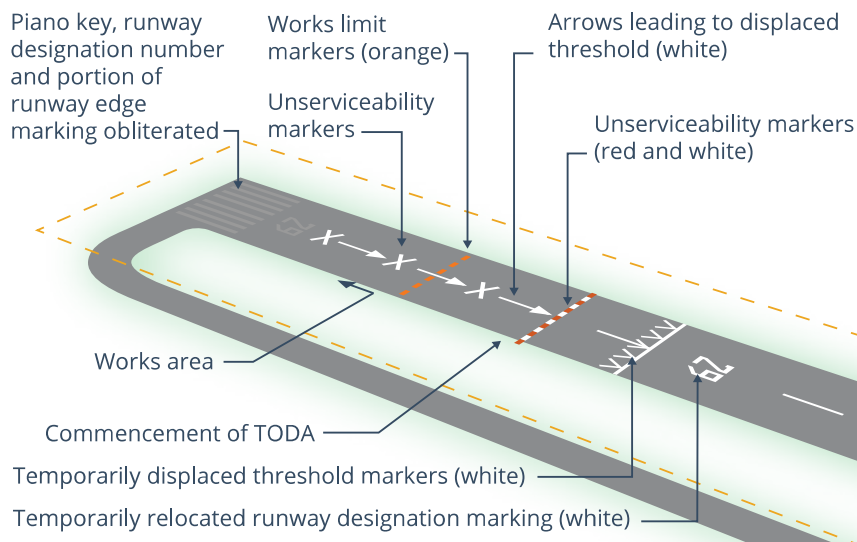 Piano key, runway
designation number
and portion of
runway edge
marking obliterated
Works limit
markers (orange)
Unserviceability
markers
Arrows leading to displaced
threshold (white)
Unserviceability markers
(red and white)
29
X
X
X
29
Works area
Commencement of TODA
Temporarily displaced threshold markers (white)
Temporarily relocated runway designation marking (white)